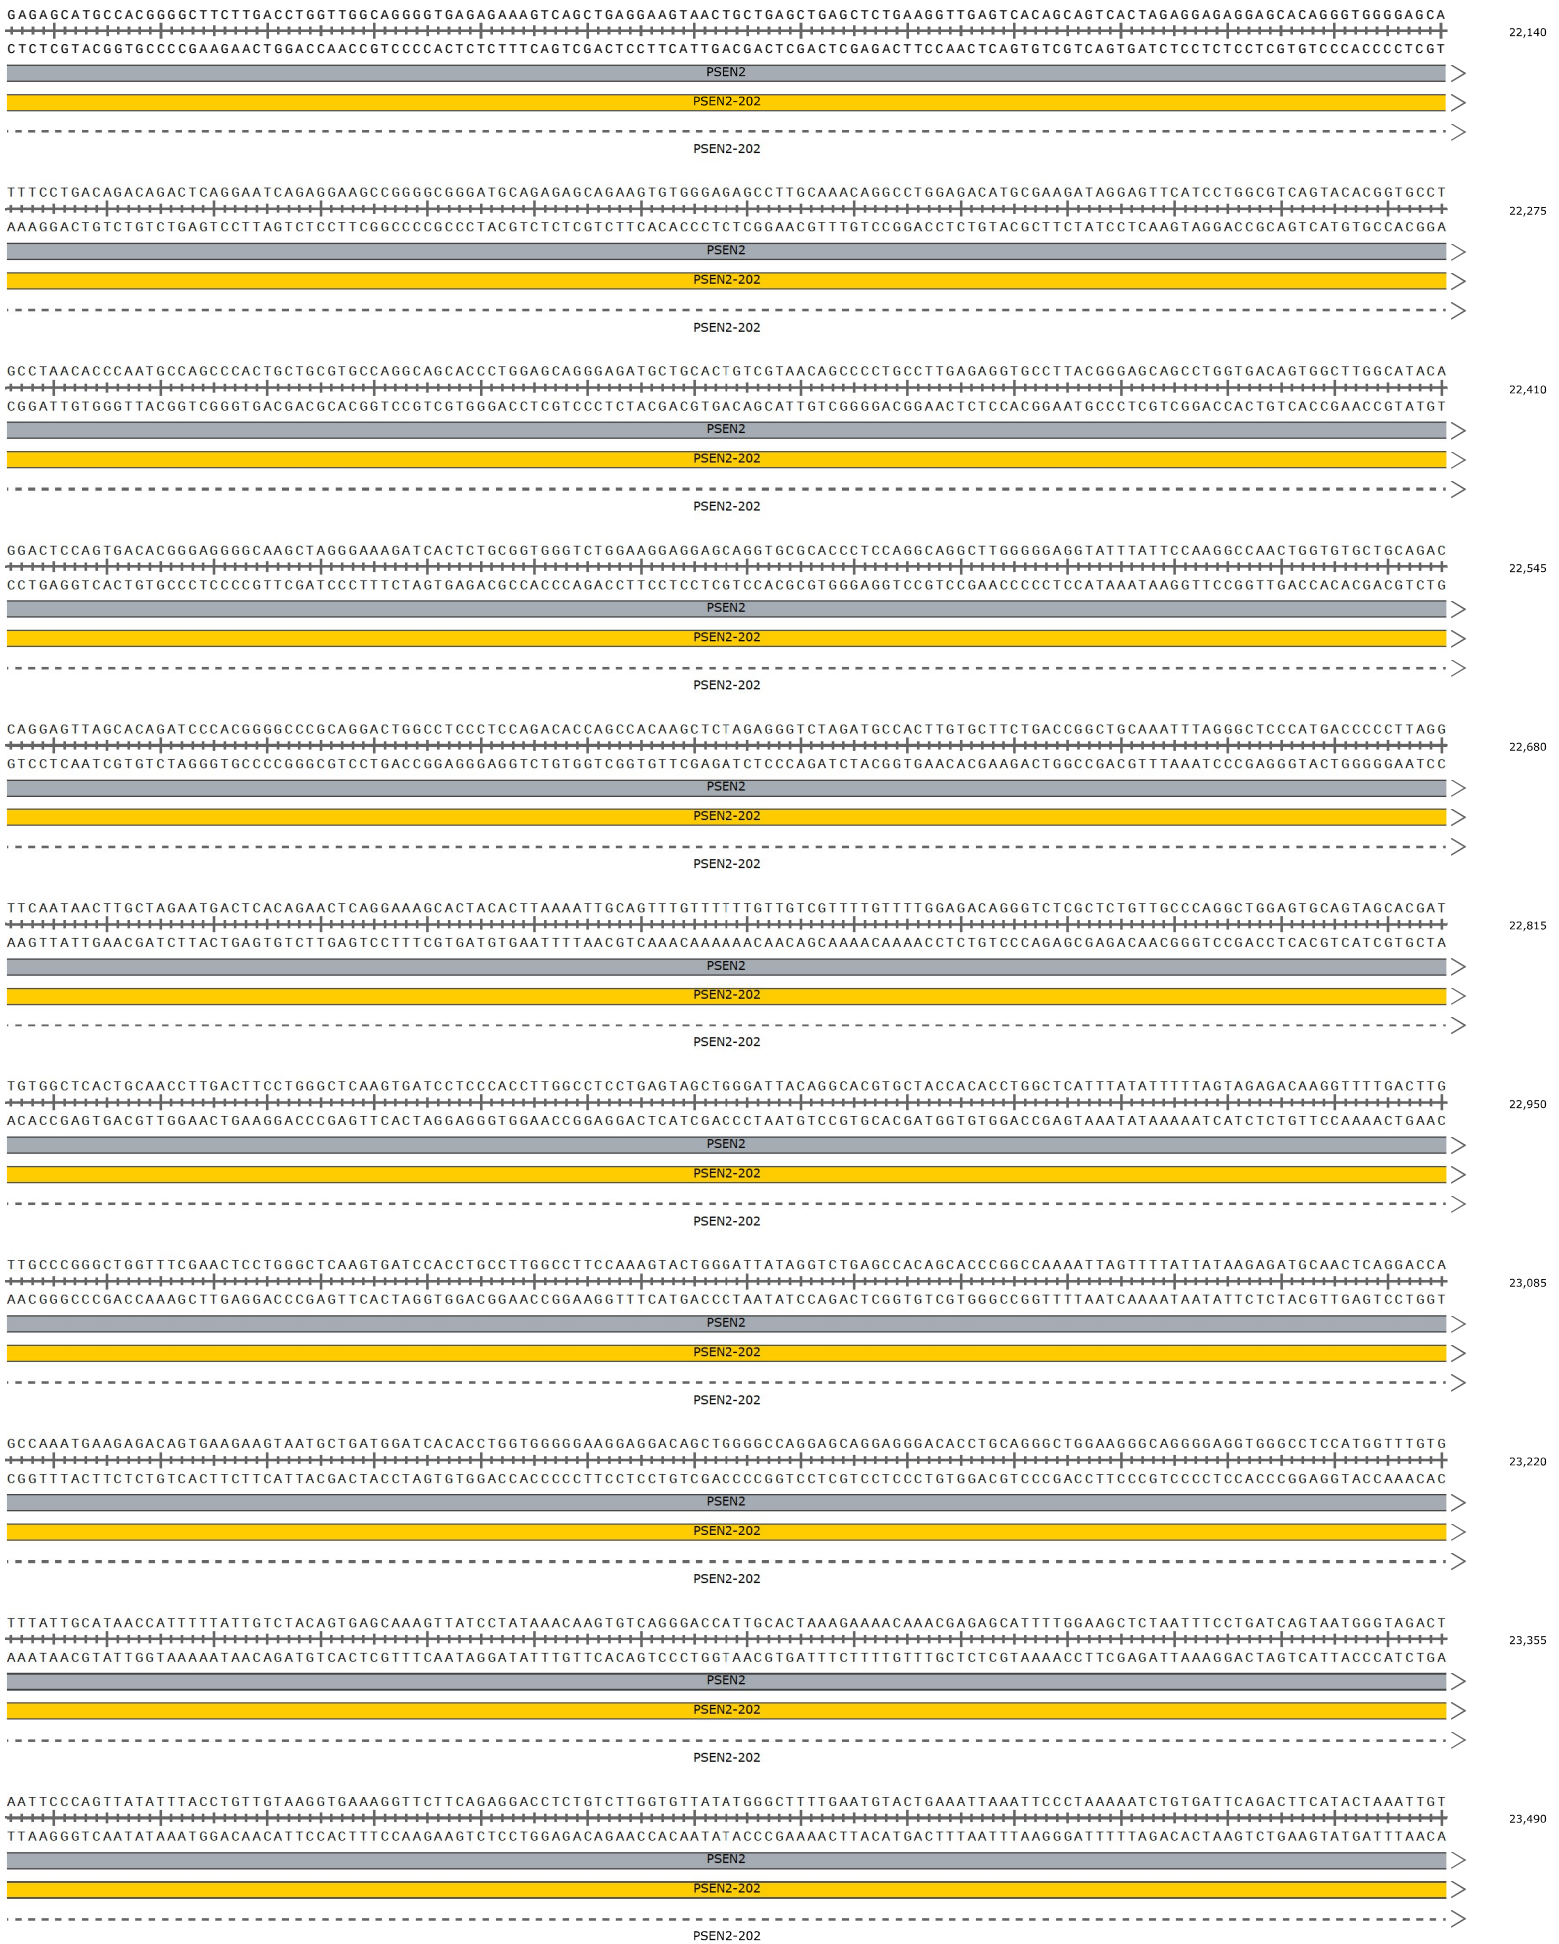 GAGAGCATGCCACGGGGCTTCTTGACCTGGTTGGCAGGGGTGAGAGAAAGTCAGCTGAGGAAGTAACTGCTGAGCTGAGCTCTGAAGGTTGAGTCACAGCAGTCACTAGAGGAGAGGAGCACAGGGTGGGGAGCA
22,140
CTCTCGTACGGTGCCCCGAAGAACTGGACCAACCGTCCCCACTCTCTTTCAGTCGACTCCTTCATTGACGACTCGACTCGAGACTTCCAACTCAGTGTCGTCAGTGATCTCCTCTCCTCGTGTCCCACCCCTCGT
PSEN2
PSEN2-202
PSEN2-202
TTTCCTGACAGACAGACTCAGGAATCAGAGGAAGCCGGGGCGGGATGCAGAGAGCAGAAGTGTGGGAGAGCCTTGCAAACAGGCCTGGAGACATGCGAAGATAGGAGTTCATCCTGGCGTCAGTACACGGTGCCT
22,275
AAAGGACTGTCTGTCTGAGTCCTTAGTCTCCTTCGGCCCCGCCCTACGTCTCTCGTCTTCACACCCTCTCGGAACGTTTGTCCGGACCTCTGTACGCTTCTATCCTCAAGTAGGACCGCAGTCATGTGCCACGGA
PSEN2
PSEN2-202
PSEN2-202
GCCTAACACCCAATGCCAGCCCACTGCTGCGTGCCAGGCAGCACCCTGGAGCAGGGAGATGCTGCACTGTCGTAACAGCCCCTGCCTTGAGAGGTGCCTTACGGGAGCAGCCTGGTGACAGTGGCTTGGCATACA
22,410
CGGATTGTGGGTTACGGTCGGGTGACGACGCACGGTCCGTCGTGGGACCTCGTCCCTCTACGACGTGACAGCATTGTCGGGGACGGAACTCTCCACGGAATGCCCTCGTCGGACCACTGTCACCGAACCGTATGT
PSEN2
PSEN2-202
PSEN2-202
GGACTCCAGTGACACGGGAGGGGCAAGCTAGGGAAAGATCACTCTGCGGTGGGTCTGGAAGGAGGAGCAGGTGCGCACCCTCCAGGCAGGCTTGGGGGAGGTATTTATTCCAAGGCCAACTGGTGTGCTGCAGAC
22,545
CCTGAGGTCACTGTGCCCTCCCCGTTCGATCCCTTTCTAGTGAGACGCCACCCAGACCTTCCTCCTCGTCCACGCGTGGGAGGTCCGTCCGAACCCCCTCCATAAATAAGGTTCCGGTTGACCACACGACGTCTG
PSEN2
PSEN2-202
PSEN2-202
CAGGAGTTAGCACAGATCCCACGGGGCCCGCAGGACTGGCCTCCCTCCAGACACCAGCCACAAGCTCTAGAGGGTCTAGATGCCACTTGTGCTTCTGACCGGCTGCAAATTTAGGGCTCCCATGACCCCCTTAGG
22,680
GTCCTCAATCGTGTCTAGGGTGCCCCGGGCGTCCTGACCGGAGGGAGGTCTGTGGTCGGTGTTCGAGATCTCCCAGATCTACGGTGAACACGAAGACTGGCCGACGTTTAAATCCCGAGGGTACTGGGGGAATCC
PSEN2
PSEN2-202
PSEN2-202
TTCAATAACTTGCTAGAATGACTCACAGAACTCAGGAAAGCACTACACTTAAAATTGCAGTTTGTTTTTTGTTGTCGTTTTGTTTTGGAGACAGGGTCTCGCTCTGTTGCCCAGGCTGGAGTGCAGTAGCACGAT
22,815
AAGTTATTGAACGATCTTACTGAGTGTCTTGAGTCCTTTCGTGATGTGAATTTTAACGTCAAACAAAAAACAACAGCAAAACAAAACCTCTGTCCCAGAGCGAGACAACGGGTCCGACCTCACGTCATCGTGCTA
PSEN2
PSEN2-202
PSEN2-202
TGTGGCTCACTGCAACCTTGACTTCCTGGGCTCAAGTGATCCTCCCACCTTGGCCTCCTGAGTAGCTGGGATTACAGGCACGTGCTACCACACCTGGCTCATTTATATTTTTAGTAGAGACAAGGTTTTGACTTG
22,950
ACACCGAGTGACGTTGGAACTGAAGGACCCGAGTTCACTAGGAGGGTGGAACCGGAGGACTCATCGACCCTAATGTCCGTGCACGATGGTGTGGACCGAGTAAATATAAAAATCATCTCTGTTCCAAAACTGAAC
PSEN2
PSEN2-202
PSEN2-202
TTGCCCGGGCTGGTTTCGAACTCCTGGGCTCAAGTGATCCACCTGCCTTGGCCTTCCAAAGTACTGGGATTATAGGTCTGAGCCACAGCACCCGGCCAAAATTAGTTTTATTATAAGAGATGCAACTCAGGACCA
23,085
AACGGGCCCGACCAAAGCTTGAGGACCCGAGTTCACTAGGTGGACGGAACCGGAAGGTTTCATGACCCTAATATCCAGACTCGGTGTCGTGGGCCGGTTTTAATCAAAATAATATTCTCTACGTTGAGTCCTGGT
PSEN2
PSEN2-202
PSEN2-202
GCCAAATGAAGAGACAGTGAAGAAGTAATGCTGATGGATCACACCTGGTGGGGGAAGGAGGACAGCTGGGGCCAGGAGCAGGAGGGACACCTGCAGGGCTGGAAGGGCAGGGGAGGTGGGCCTCCATGGTTTGTG
23,220
CGGTTTACTTCTCTGTCACTTCTTCATTACGACTACCTAGTGTGGACCACCCCCTTCCTCCTGTCGACCCCGGTCCTCGTCCTCCCTGTGGACGTCCCGACCTTCCCGTCCCCTCCACCCGGAGGTACCAAACAC
PSEN2
PSEN2-202
PSEN2-202
TTTATTGCATAACCATTTTTATTGTCTACAGTGAGCAAAGTTATCCTATAAACAAGTGTCAGGGACCATTGCACTAAAGAAAACAAACGAGAGCATTTTGGAAGCTCTAATTTCCTGATCAGTAATGGGTAGACT
23,355
AAATAACGTATTGGTAAAAATAACAGATGTCACTCGTTTCAATAGGATATTTGTTCACAGTCCCTGGTAACGTGATTTCTTTTGTTTGCTCTCGTAAAACCTTCGAGATTAAAGGACTAGTCATTACCCATCTGA
PSEN2
PSEN2-202
PSEN2-202
AATTCCCAGTTATATTTACCTGTTGTAAGGTGAAAGGTTCTTCAGAGGACCTCTGTCTTGGTGTTATATGGGCTTTTGAATGTACTGAAATTAAATTCCCTAAAAATCTGTGATTCAGACTTCATACTAAATTGT
23,490
TTAAGGGTCAATATAAATGGACAACATTCCACTTTCCAAGAAGTCTCCTGGAGACAGAACCACAATATACCCGAAAACTTACATGACTTTAATTTAAGGGATTTTTAGACACTAAGTCTGAAGTATGATTTAACA
PSEN2
PSEN2-202
PSEN2-202